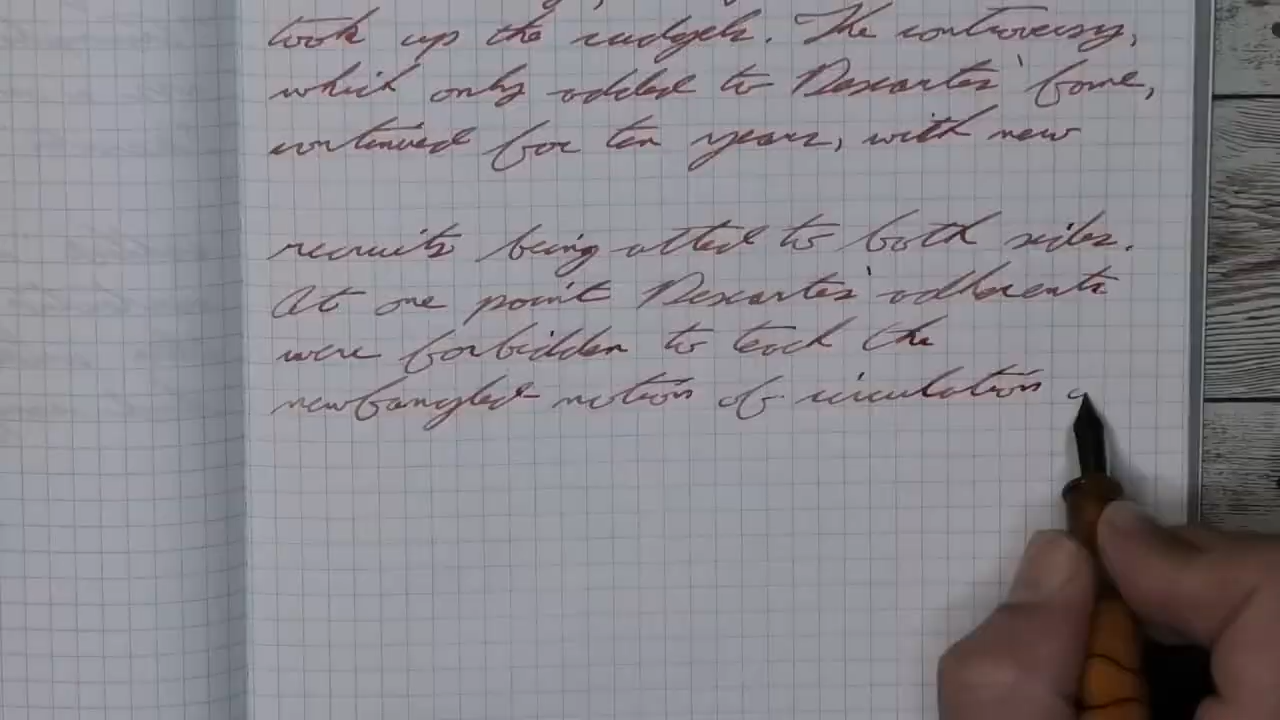 took up the cudgels. The controversy,
which only added to Descartes' fame,
continued for ten years, with new
recruits being added to both sides.
At one point Descartes' adherents
were forbidden to teach the
newfangled notion of circulation